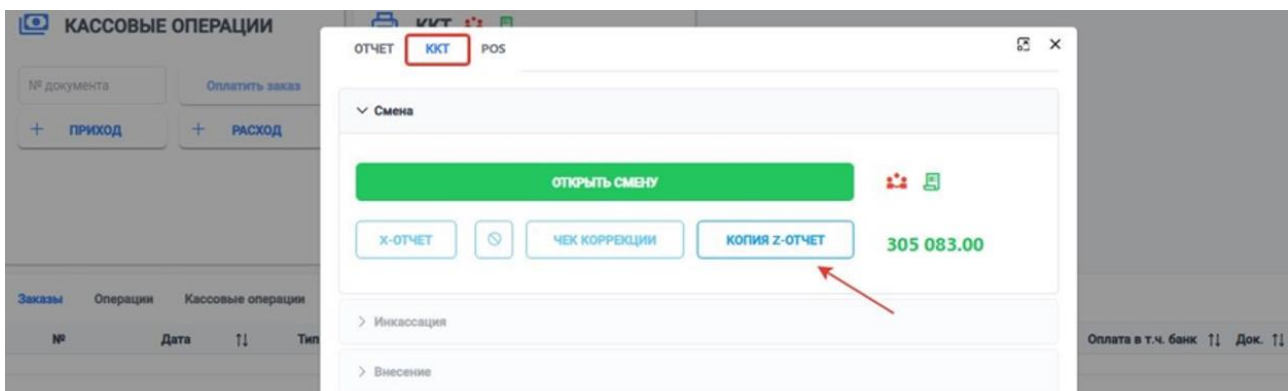 КАССОВЫЕ ОПЕРАЦИИ
ККТ
ОТЧЕТ ККТ POS
№ документа
Оплатить заказ
+ ПРИХОД
+ РАСХОД
Смена
ОТКРЫТЬ СМЕНУ
Х-ОТЧЕТ
ЧЕК КОРРЕКЦИИ
КОПИЯ Z-ОТЧЕТ
305 083.00
Инкассация
Внесение
Заказы Операции Кассовые операции
№ Дата Тип Оплата в т.ч. банк Док.